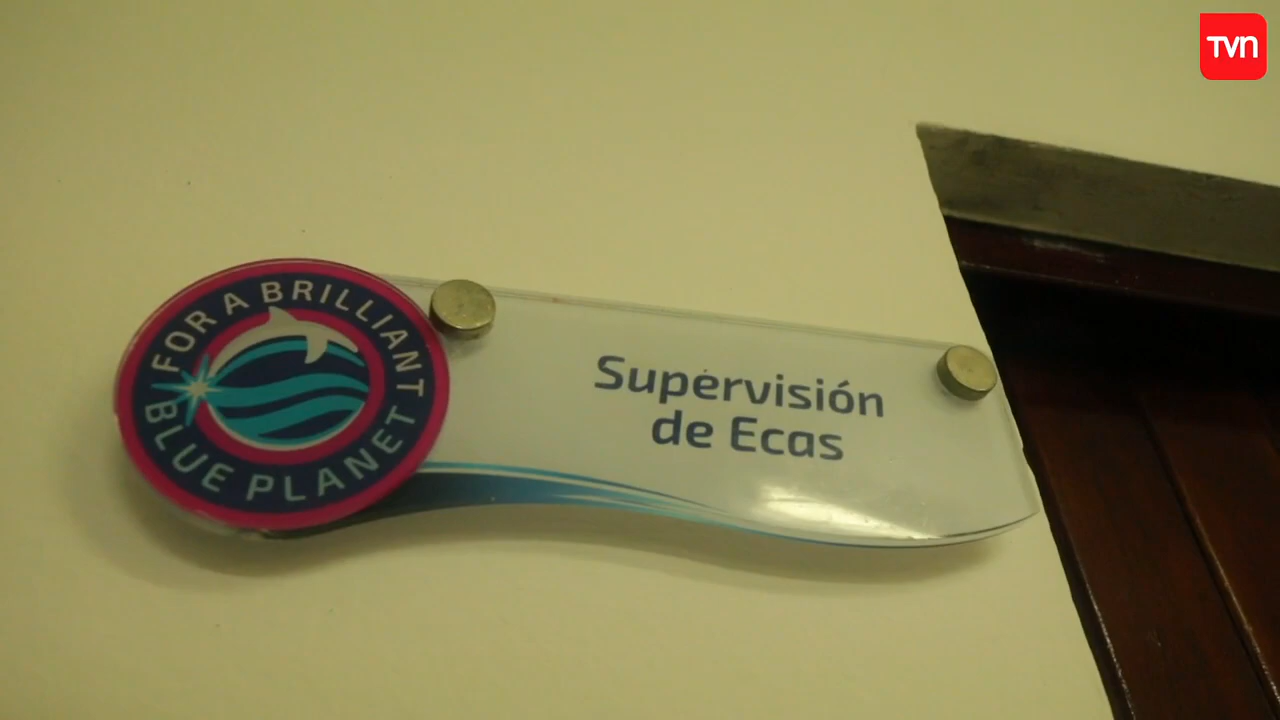 TVN
FOR A BRILLIANT
BLUE PLANET
Supervisión
de Ecas